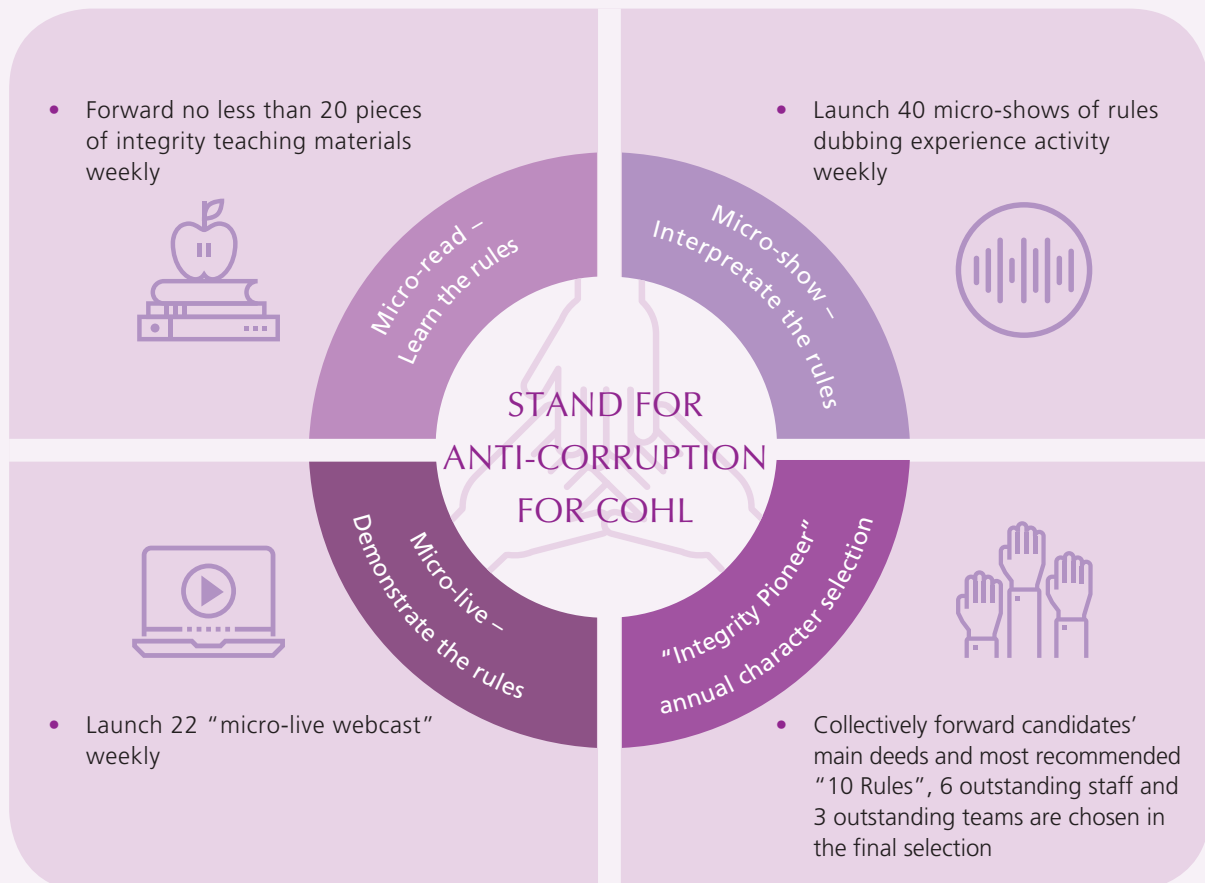 • Forward no less than 20 pieces
of integrity teaching materials
weekly
Micro-read –
Learn the rules
• Launch 40 micro-shows of rules
dubbing experience activity
weekly
Micro-show –
Interpretate the rules
STAND FOR
ANTI-CORRUPTION
FOR COHL
Micro-live –
Demonstrate the rules
• Launch 22 “micro-live webcast”
weekly
“Integrity Pioneer”
annual character selection
• Collectively forward candidates’
main deeds and most recommended
“10 Rules”, 6 outstanding staff and
3 outstanding teams are chosen in
the final selection